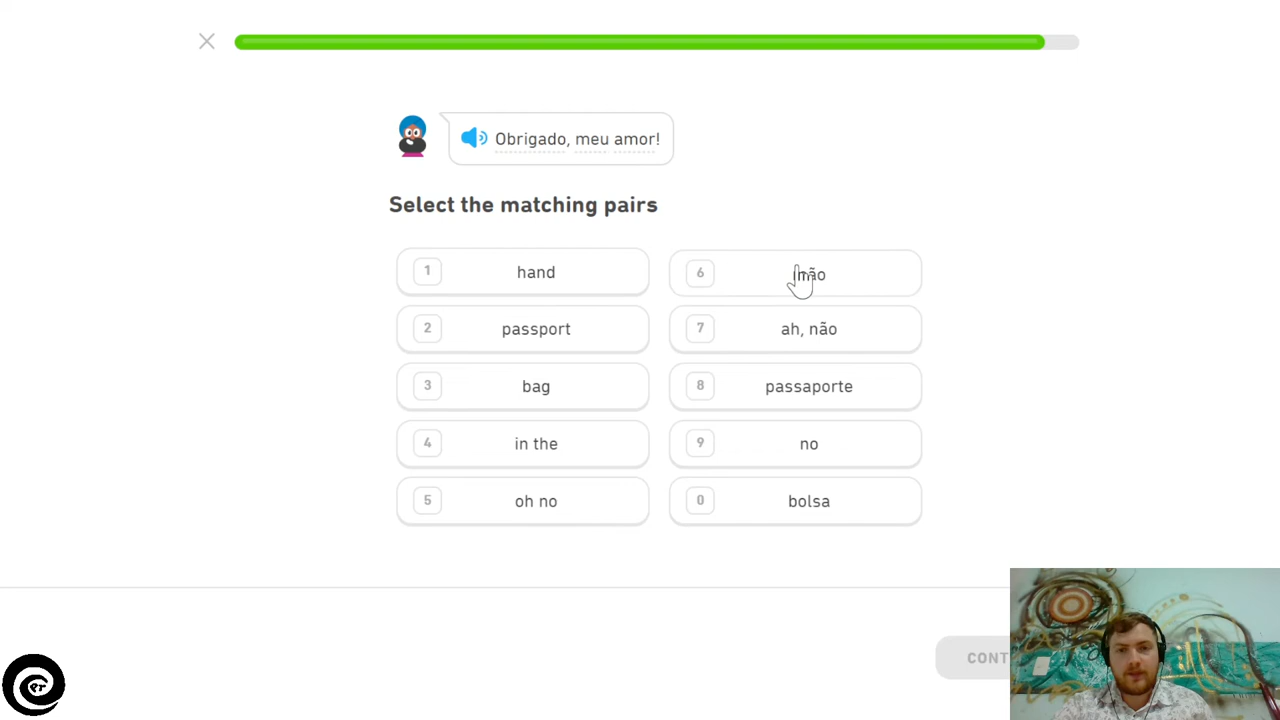 Obrigado, meu amor!
Select the matching pairs
1 hand
6
2 passport
7 ah, não
3 bag
8 passaporte
4 in the
9 no
5 oh no
0 bolsa
CONT